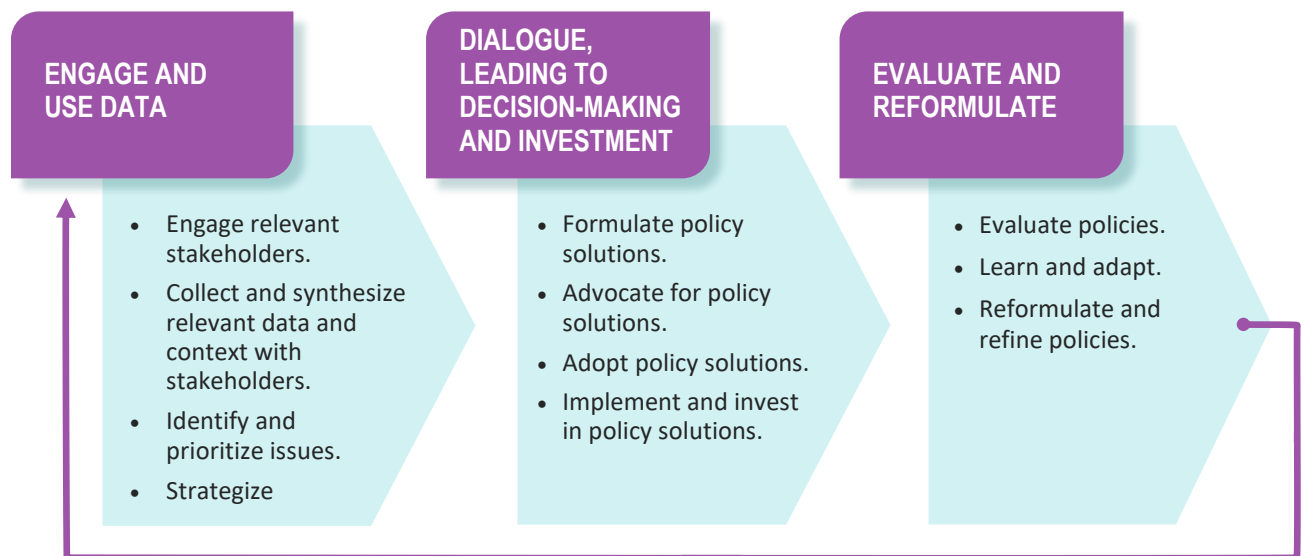 ENGAGE AND
USE DATA
• Engage relevant
stakeholders.
• Collect and synthesize
relevant data and
context with
stakeholders.
• Identify and
prioritize issues.
• Strategize
DIALOGUE,
LEADING TO
DECISION-MAKING
AND INVESTMENT
• Formulate policy
solutions.
• Advocate for policy
solutions.
• Adopt policy solutions.
• Implement and invest
in policy solutions.
EVALUATE AND
REFORMULATE
• Evaluate policies.
• Learn and adapt.
• Reformulate and
refine policies.